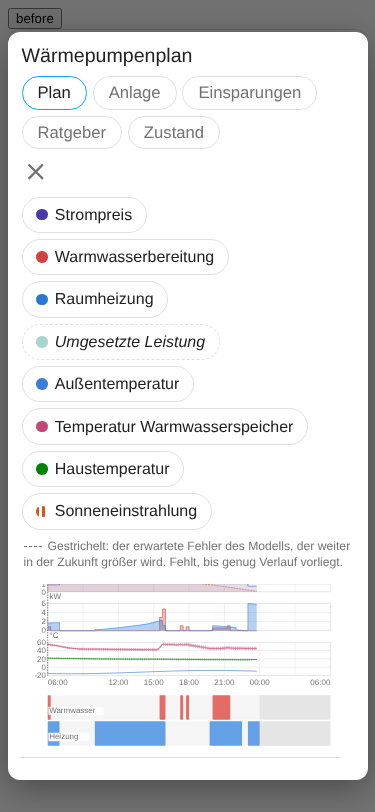 before
Wärmepumpenplan
Plan
Anlage
Einsparungen
Ratgeber
Zustand
Strompreis
Warmwasserbereitung
Raumheizung
Umgesetzte Leistung
Außentemperatur
Temperatur Warmwasserspeicher
Haustemperatur
Sonneneinstrahlung
Gestrichelt: der erwartete Fehler des Modells, der weiter
in der Zukunft größer wird. Fehlt, bis genug Verlauf vorliegt.
0
kW
6
4
2
0
°C
60
40
20
0
-20
06:00 12:00 15:00 18:00 21:00 00:00 06:00
Warmwasser
Heizung